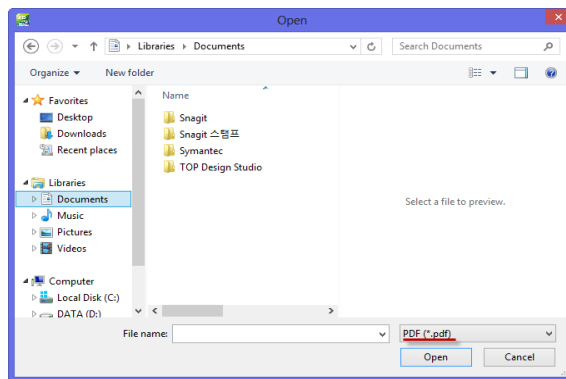 Open
Libraries Documents
Search Documents
Organize New folder
Favorites
Desktop
Downloads
Recent places
Libraries
Documents
Music
Pictures
Videos
Computer
Local Disk (C:)
DATA (D:)
Name
Snagit
Snagit 스탬프
Symantec
TOP Design Studio
Select a file to preview.
File name:
PDF (*.pdf)
Open Cancel